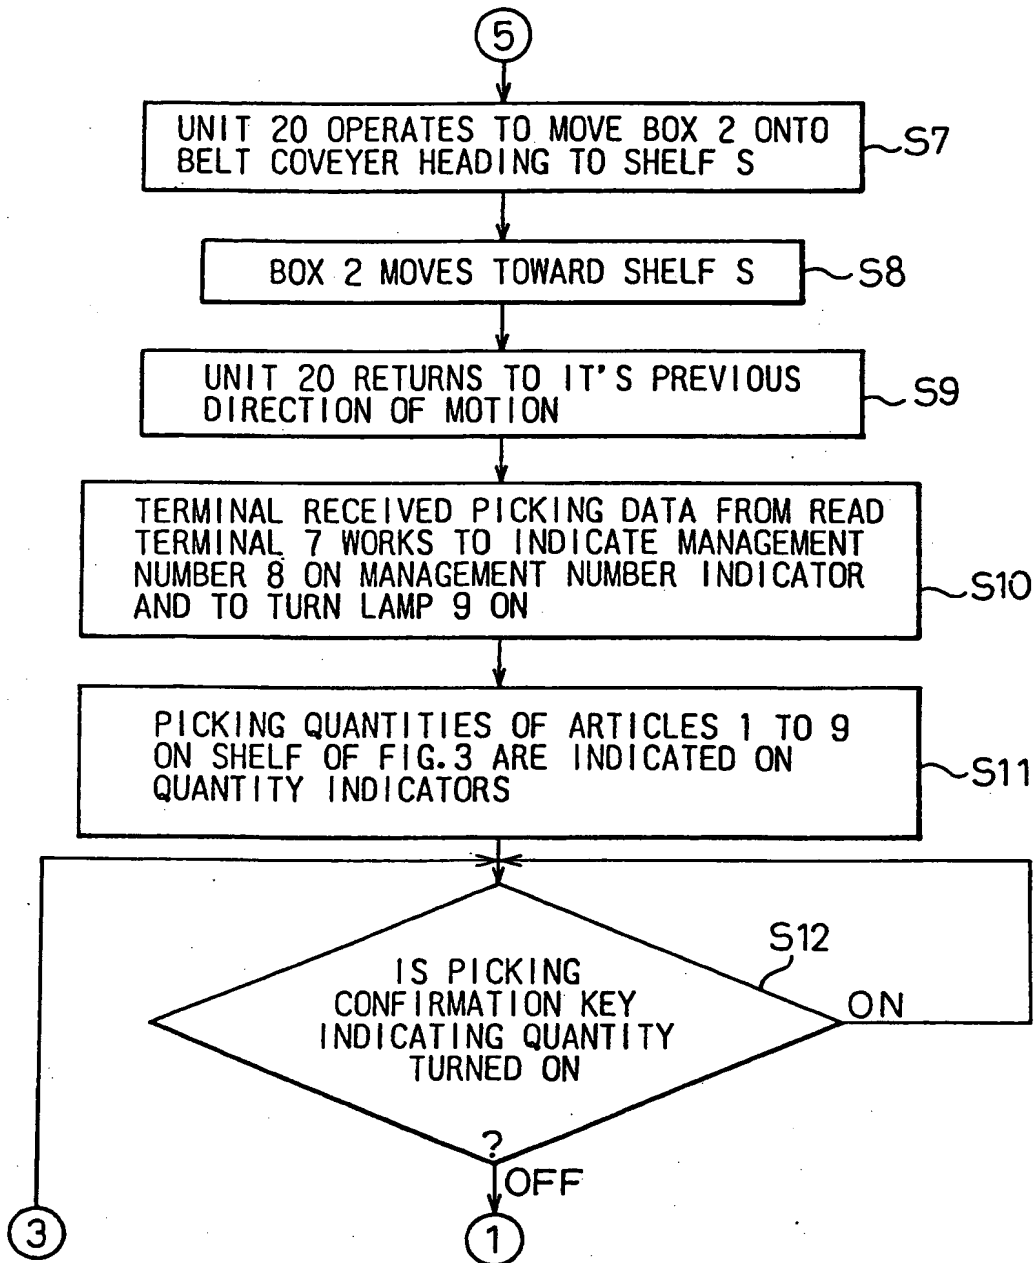 5
UNIT 20 OPERATES TO MOVE BOX 2 ONTO
BELT COVEYER HEADING TO SHELF S
S7
BOX 2 MOVES TOWARD SHELF S
S8
UNIT 20 RETURNS TO IT'S PREVIOUS
DIRECTION OF MOTION
S9
TERMINAL RECEIVED PICKING DATA FROM READ
TERMINAL 7 WORKS TO INDICATE MANAGEMENT
NUMBER 8 ON MANAGEMENT NUMBER INDICATOR
AND TO TURN LAMP 9 ON
S10
PICKING QUANTITIES OF ARTICLES 1 TO 9
ON SHELF OF FIG.3 ARE INDICATED ON
QUANTITY INDICATORS
S11
S12
IS PICKING
CONFIRMATION KEY
INDICATING QUANTITY
TURNED ON
?
ON
OFF
3
1